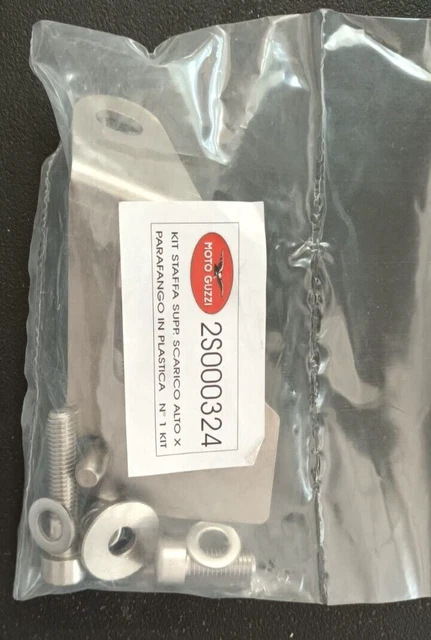 MOTO GUZZI
2S000324
KIT STAFFA SUPP. SCARICO ALTO X
PARAFANGO IN PLASTICA N° 1 KIT